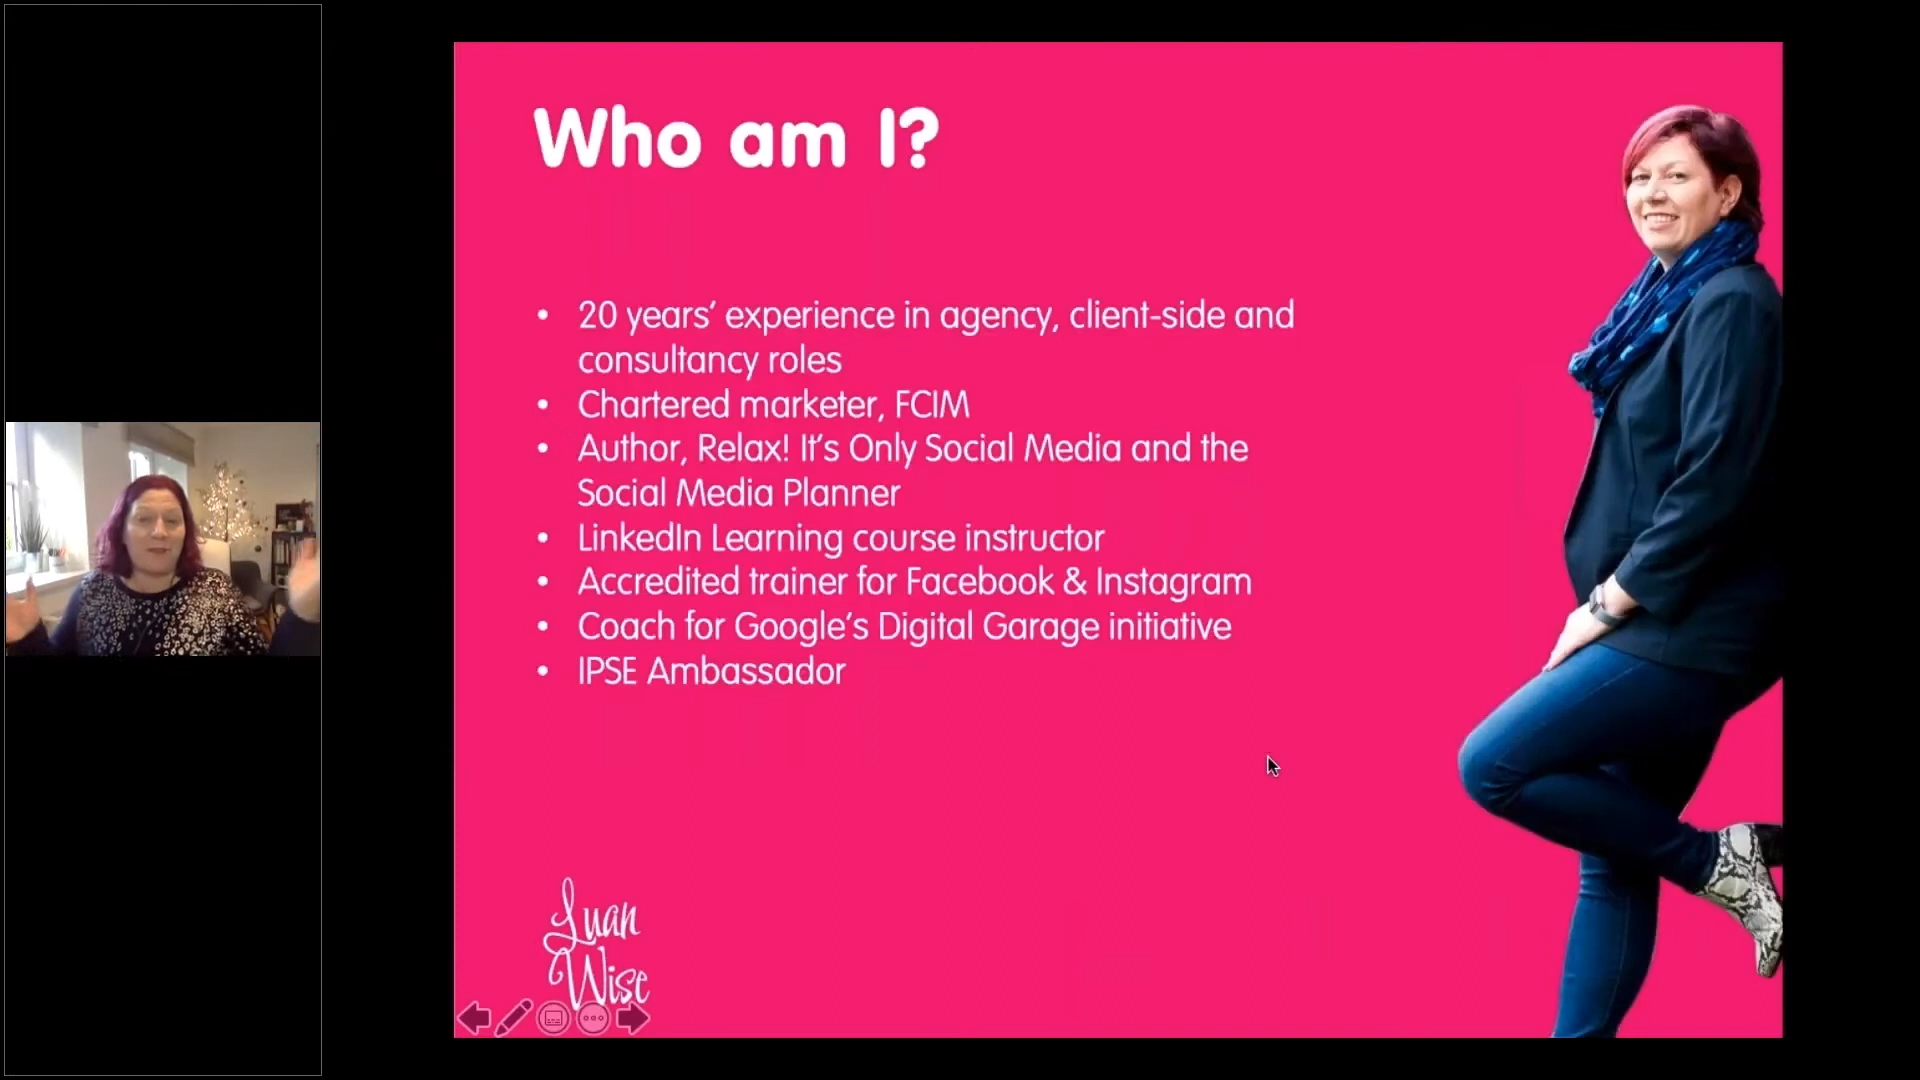 Who am I?
• 20 years’ experience in agency, client-side and
consultancy roles
• Chartered marketer, FCIM
• Author, Relax! It’s Only Social Media and the
Social Media Planner
• LinkedIn Learning course instructor
• Accredited trainer for Facebook & Instagram
• Coach for Google’s Digital Garage initiative
• IPSE Ambassador
Luan
Wise